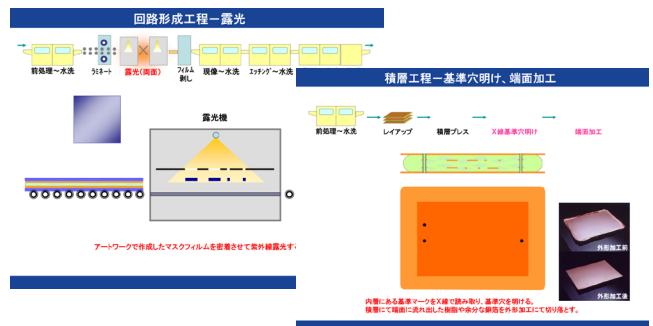 回路形成工程ー露光
前処理～水洗
ラミネート
露光(両面)
フィルム
剥し
現像～水洗
エッチング～水洗
露光機
アートワークで作成したマスクフィルムを密着させて紫外線露光す
積層工程ー基準穴明け、端面加工
前処理～水洗
レイアップ
積層プレス
X線基準穴明け
端面加工
外形加工前
外形加工後
内層にある基準マークをX線で読み取り、基準穴を明ける。
積層にて端面に流れ出した樹脂や余分な銅箔を外形加工にて切り落とす。